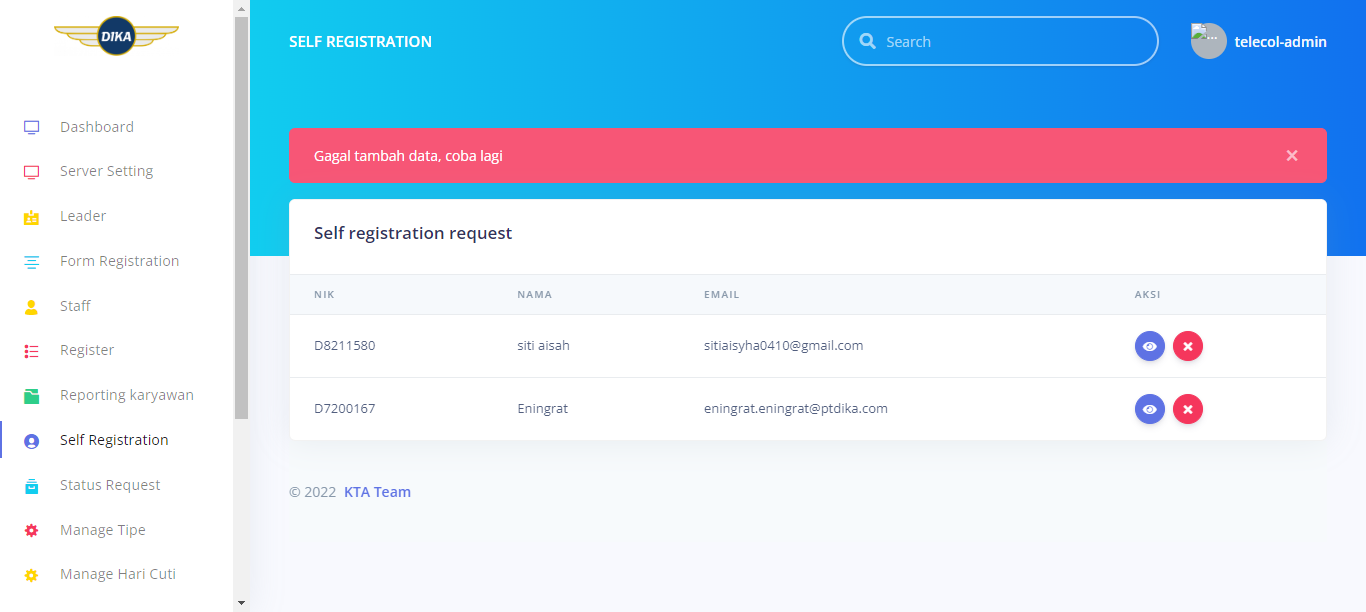 DIKA
SELF REGISTRATION
Search
telecol-admin
Dashboard
Server Setting
Leader
Form Registration
Staff
Register
Reporting karyawan
Self Registration
Status Request
Manage Tipe
Manage Hari Cuti
Gagal tambah data, coba lagi
Self registration request
NIK NAMA EMAIL AKSI
D8211580 siti aisah sitiaisyha0410@gmail.com
D7200167 Eningrat eningrat.eningrat@ptdika.com
© 2022 KTA Team